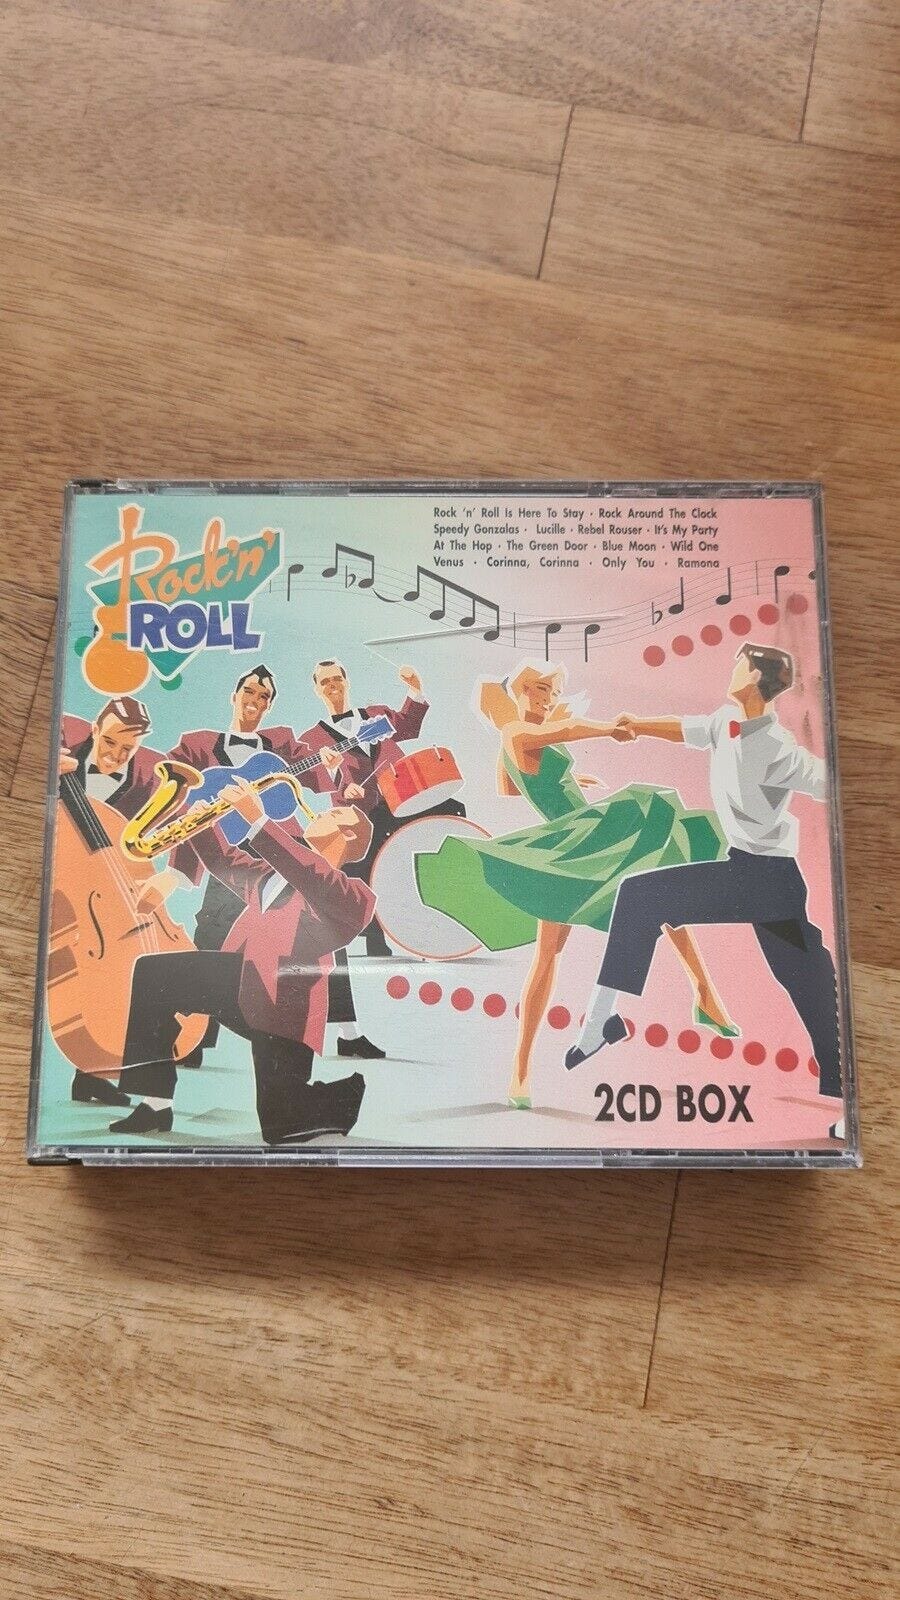 Rock 'n'
ROLL
Rock 'n' Roll Is Here To Stay · Rock Around The Clock
Speedy Gonzalas · Lucille · Rebel Rouser · It's My Party
At The Hop · The Green Door · Blue Moon · Wild One
Venus · Corinna, Corinna · Only You · Ramona
2CD BOX